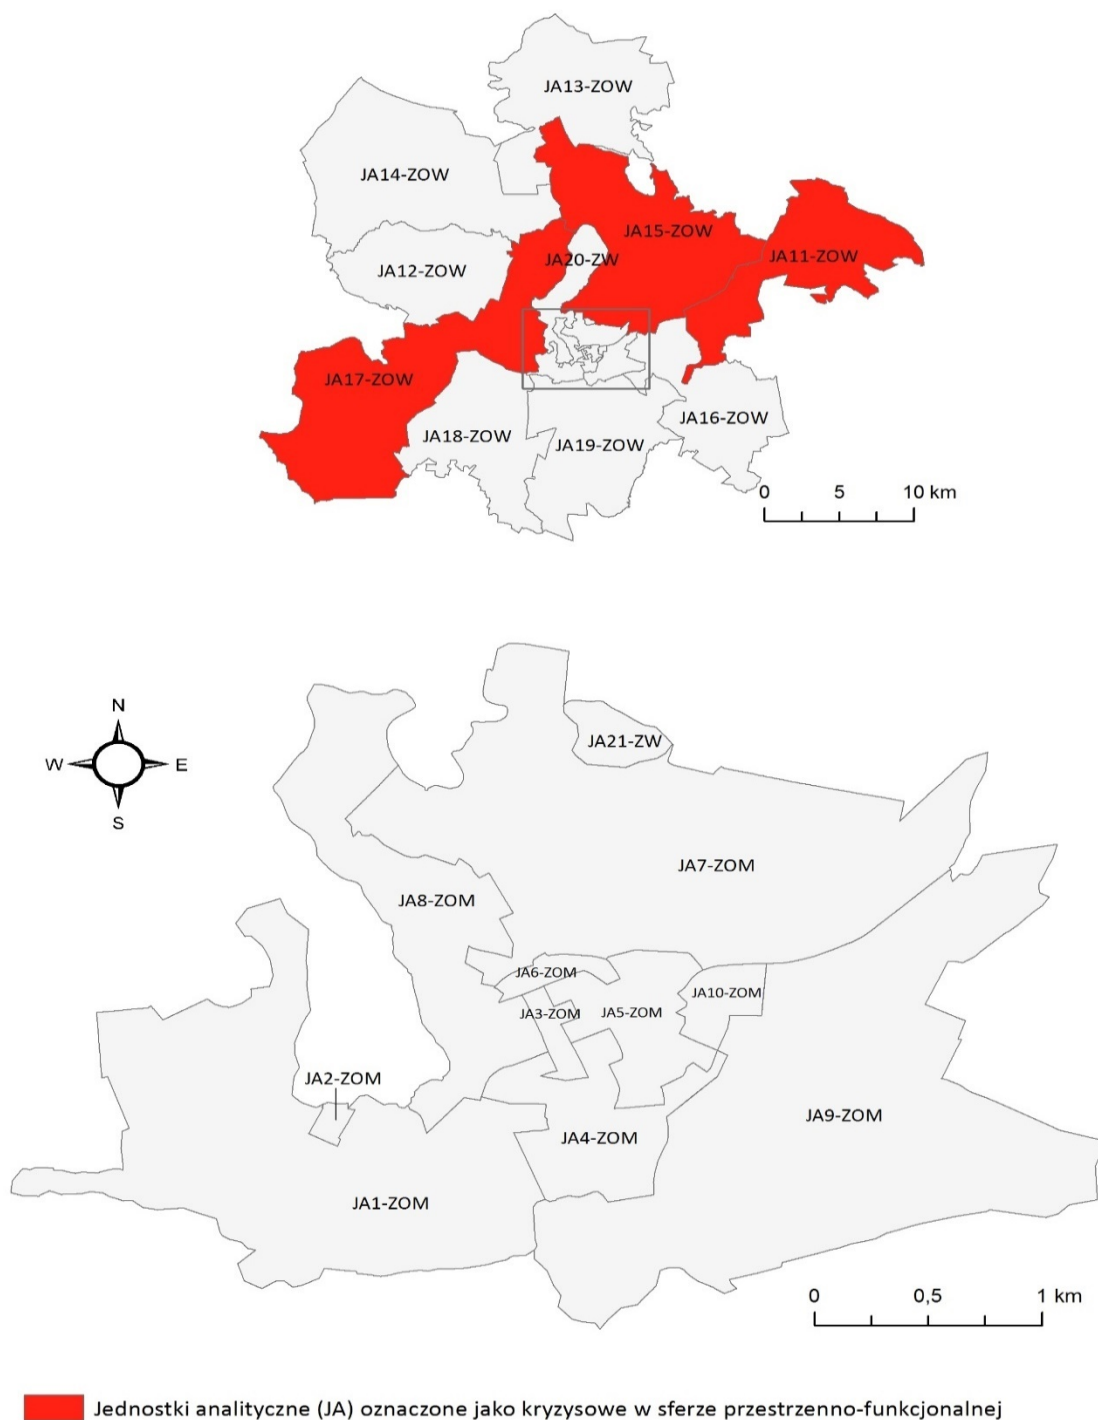 JA13-ZOW
JA14-ZOW
JA15-ZOW
JA11-ZOW
JA20-ZW
JA12-ZOW
JA17-ZOW
JA18-ZOW
JA19-ZOW
JA16-ZOW
0 5 10 km
N
W E
S
JA21-ZW
JA7-ZOM
JA8-ZOM
JA6-ZOM
JA10-ZOM
JA3-ZOM
JA5-ZOM
JA2-ZOM
JA9-ZOM
JA4-ZOM
JA1-ZOM
0 0,5 1 km
Jednostki analityczne (JA) oznaczone jako kryzysowe w sferze przestrzenno-funkcjonalnej